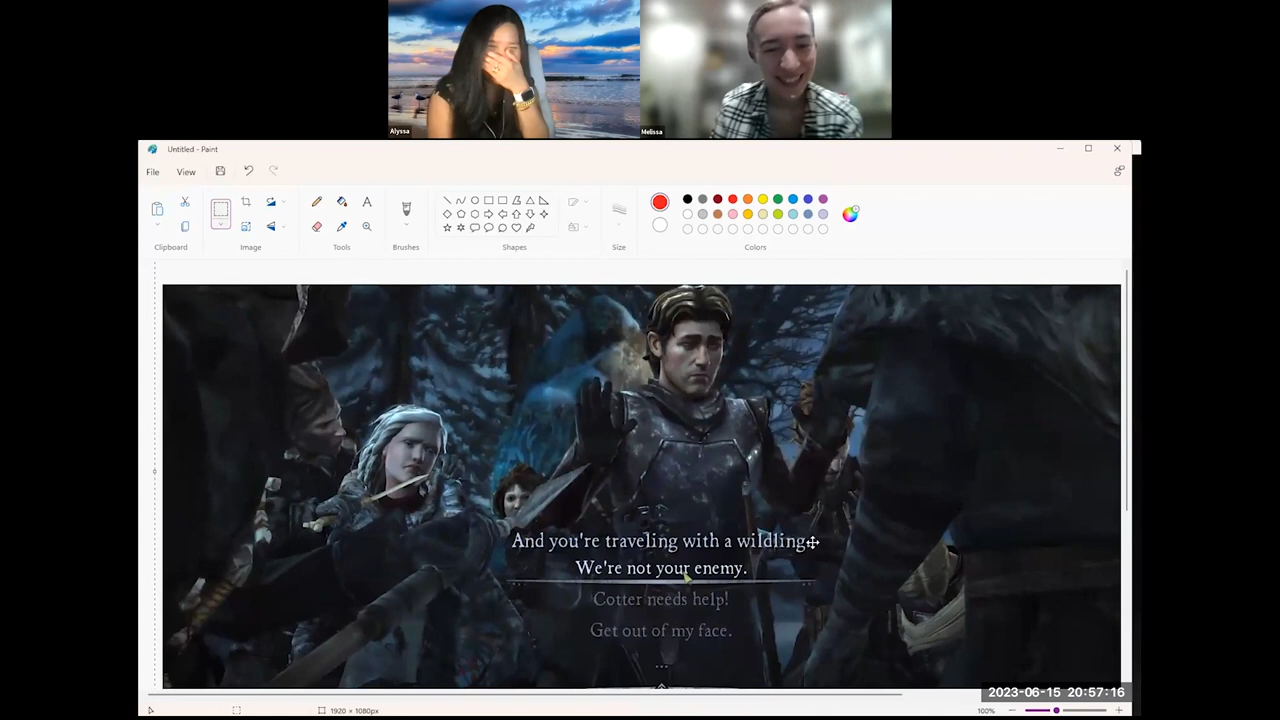 Alyssa
Melissa
Untitled - Paint
File
View
Clipboard
Image
Tools
Brushes
Shapes
Size
Colors
And you're traveling with a wildling
We're not your enemy.
Cotter needs help!
Get out of my face.
...
2023-06-15 20:57:16
1920 × 1080px
100%